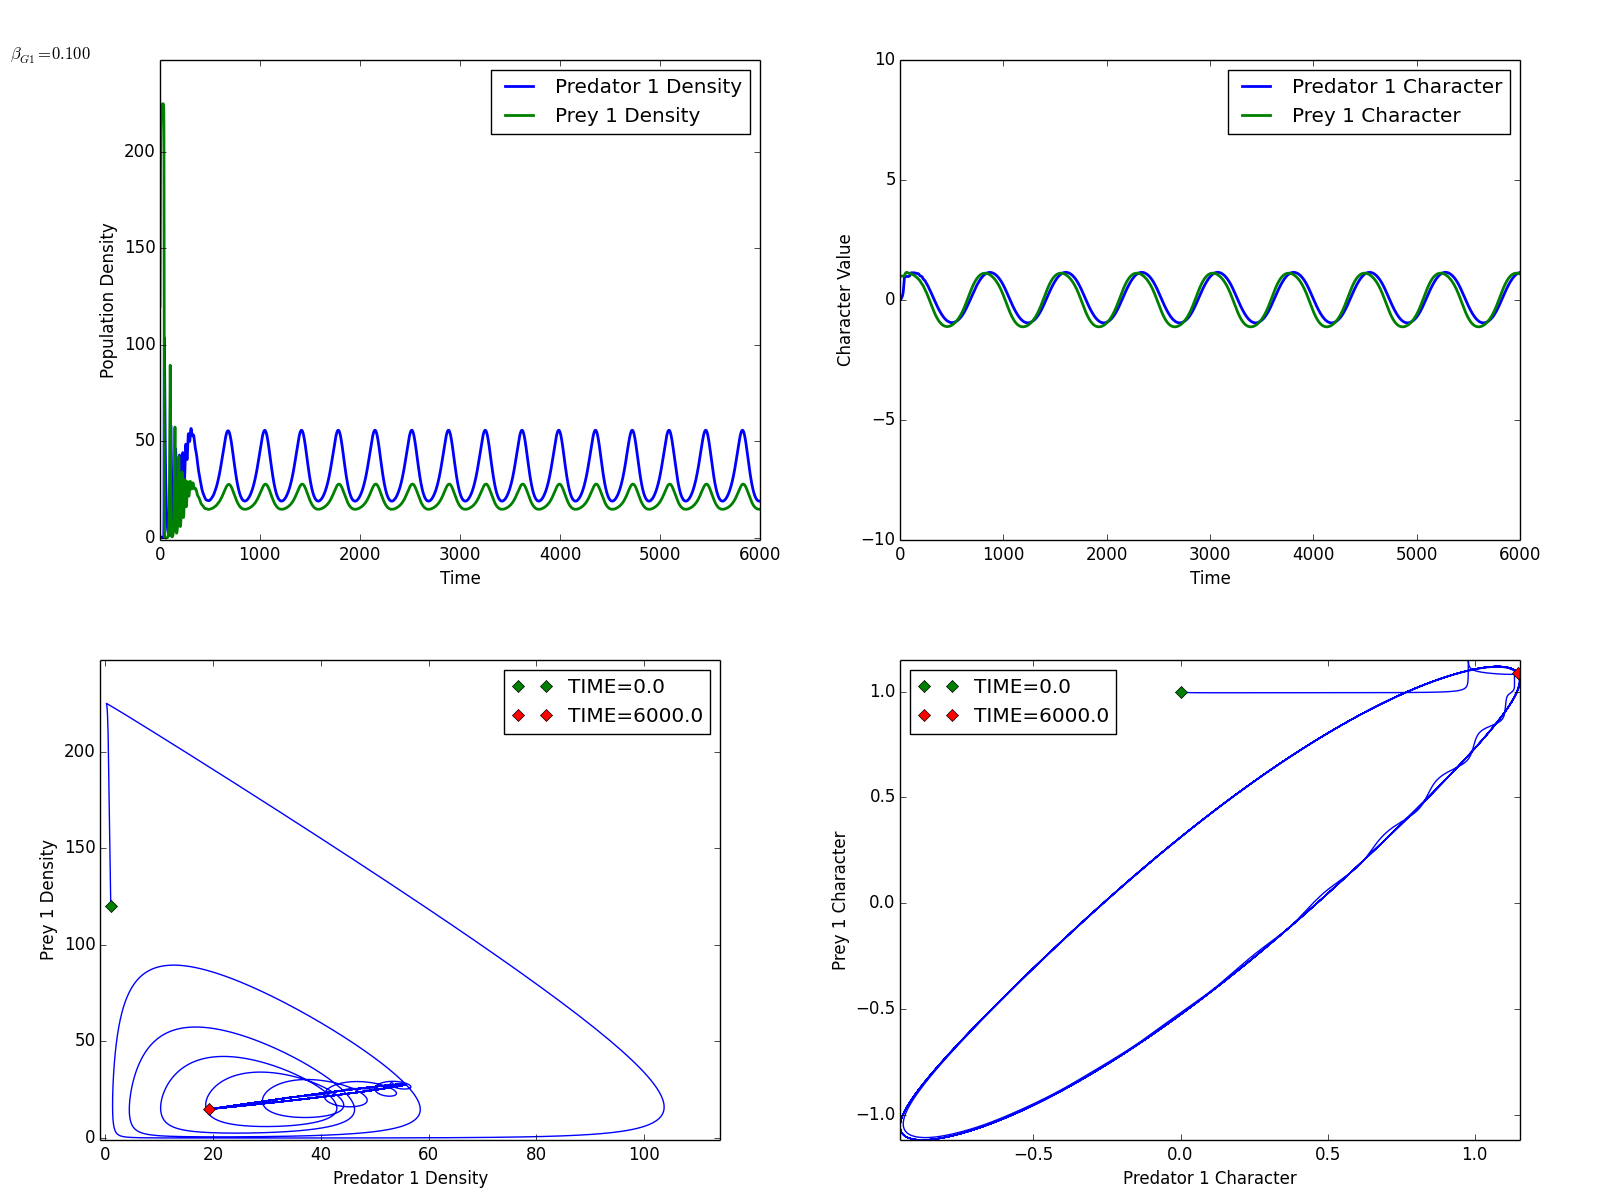 β_G1=0.100
Predator 1 Density
Prey 1 Density
Population Density
200
150
100
50
0
0 1000 2000 3000 4000 5000 6000
Time
Predator 1 Character
Prey 1 Character
Character Value
10
5
0
−5
−10
0 1000 2000 3000 4000 5000 6000
Time
TIME=0.0
TIME=6000.0
Prey 1 Density
200
150
100
50
0
0 20 40 60 80 100
Predator 1 Density
TIME=0.0
TIME=6000.0
Prey 1 Character
1.0
0.5
0.0
−0.5
−1.0
−0.5 0.0 0.5 1.0
Predator 1 Character